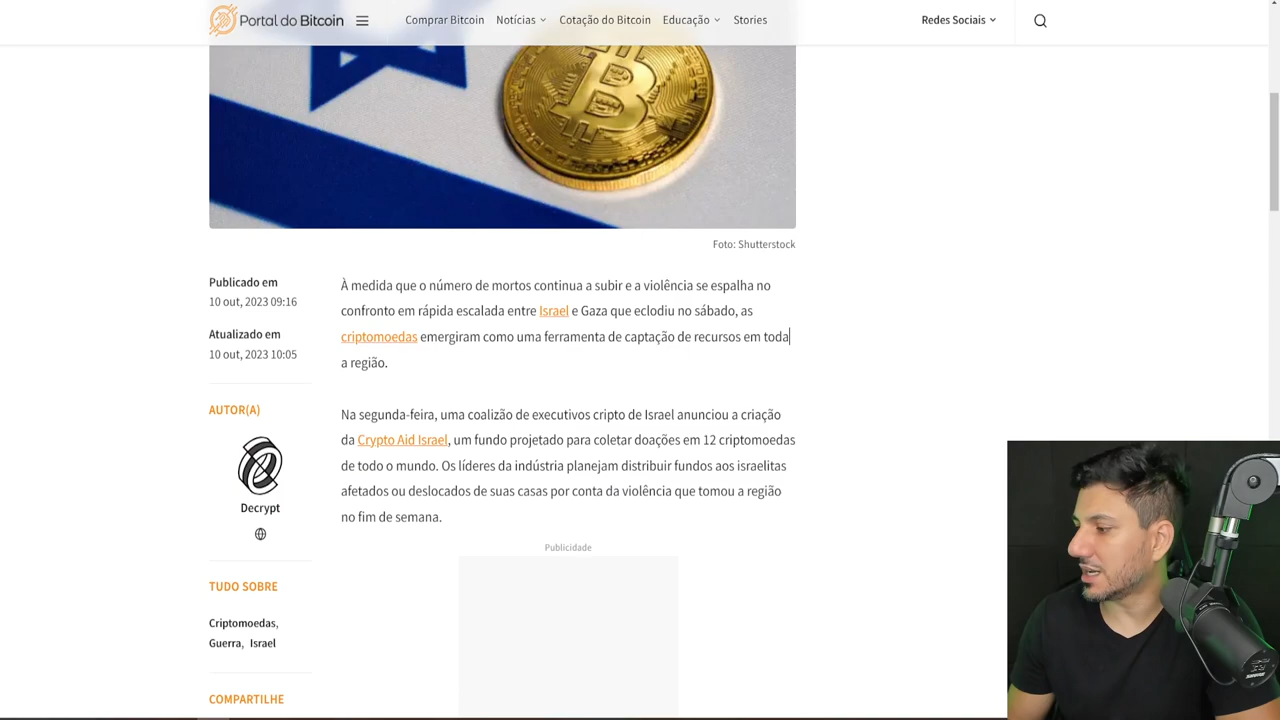 Portal do Bitcoin
Comprar Bitcoin
Notícias
Cotação do Bitcoin
Educação
Stories
Redes Sociais
Foto: Shutterstock
Publicado em
10 out, 2023 09:16
Atualizado em
10 out, 2023 10:05
AUTOR(A)
Decrypt
TUDO SOBRE
Criptomoedas,
Guerra, Israel
COMPARTILHE
À medida que o número de mortos continua a subir e a violência se espalha no
confronto em rápida escalada entre Israel e Gaza que eclodiu no sábado, as
criptomoedas emergiram como uma ferramenta de captação de recursos em toda
a região.
Na segunda-feira, uma coalizão de executivos cripto de Israel anunciou a criação
da Crypto Aid Israel, um fundo projetado para coletar doações em 12 criptomoedas
de todo o mundo. Os líderes da indústria planejam distribuir fundos aos israelitas
afetados ou deslocados de suas casas por conta da violência que tomou a região
no fim de semana.
Publicidade